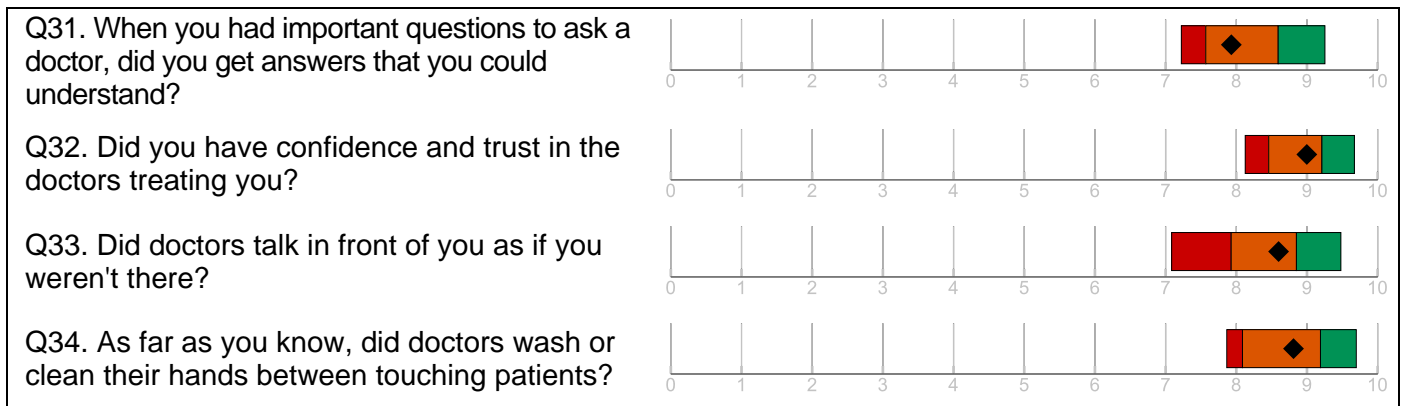 Q31. When you had important questions to ask a
doctor, did you get answers that you could
understand?
0 1 2 3 4 5 6 7 8 9 10
Q32. Did you have confidence and trust in the
doctors treating you?
0 1 2 3 4 5 6 7 8 9 10
Q33. Did doctors talk in front of you as if you
weren't there?
0 1 2 3 4 5 6 7 8 9 10
Q34. As far as you know, did doctors wash or
clean their hands between touching patients?
0 1 2 3 4 5 6 7 8 9 10